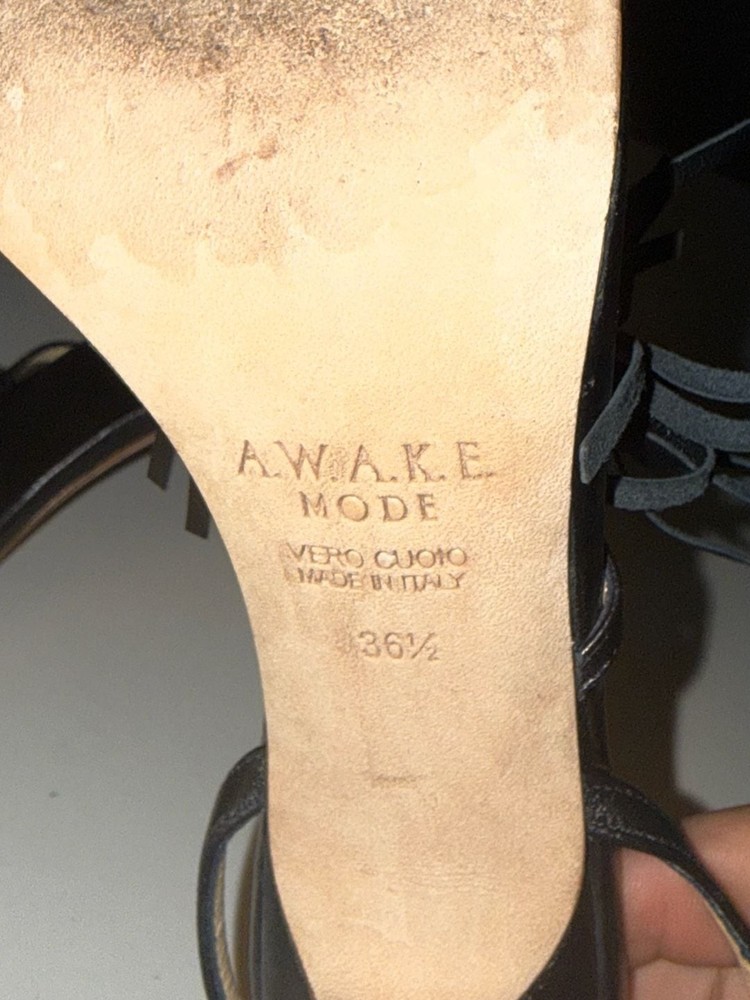 A.W.A.K.E.
MODE
VERO CUOIO
MADE IN ITALY
36½